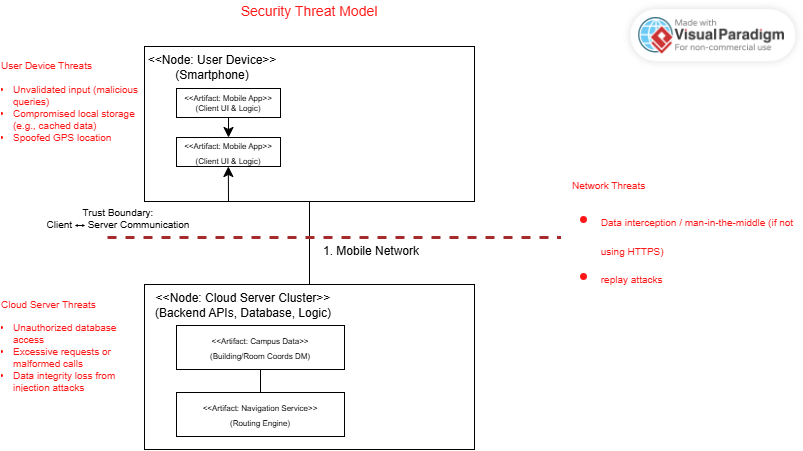 Security Threat Model
Made with
VisualParadigm
For non-commercial use
User Device Threats
• Unvalidated input (malicious
queries)
• Compromised local storage
(e.g., cached data)
• Spoofed GPS location
<<Node: User Device>>
(Smartphone)
<<Artifact: Mobile App>>
(Client UI & Logic)
<<Artifact: Mobile App>>
(Client UI & Logic)
Trust Boundary:
Client ↔ Server Communication
1. Mobile Network
Network Threats
● Data interception / man-in-the-middle (if not
using HTTPS)
● replay attacks
Cloud Server Threats
• Unauthorized database
access
• Excessive requests or
malformed calls
• Data integrity loss from
injection attacks
<<Node: Cloud Server Cluster>>
(Backend APIs, Database, Logic)
<<Artifact: Campus Data>>
(Building/Room Coords DM)
<<Artifact: Navigation Service>>
(Routing Engine)